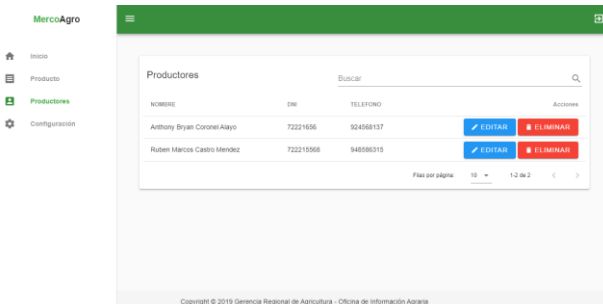 MercoAgro
Inicio
Producto
Productores
Configuración
Productores
Buscar
NOMBRE DNI TELEFONO Acciones
Anthony Bryan Coronel Alayo 72221656 924568137 EDITAR ELIMINAR
Ruben Marcos Castro Mendez 722215568 948586315 EDITAR ELIMINAR
Filas por página: 10 1-2 de 2
Copyright © 2019 Gerencia Regional de Agricultura - Oficina de Información Agraria